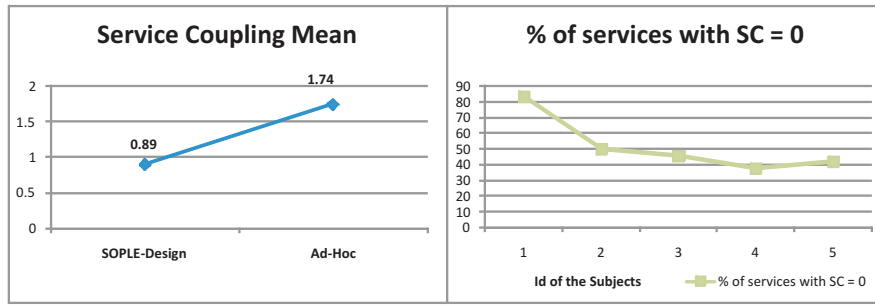 Service Coupling Mean
2
1.5
1
0.5
0
0.89
1.74
SOPLE-Design
Ad-Hoc
% of services with SC = 0
90
80
70
60
50
40
30
20
10
0
1 2 3 4 5
Id of the Subjects
% of services with SC = 0